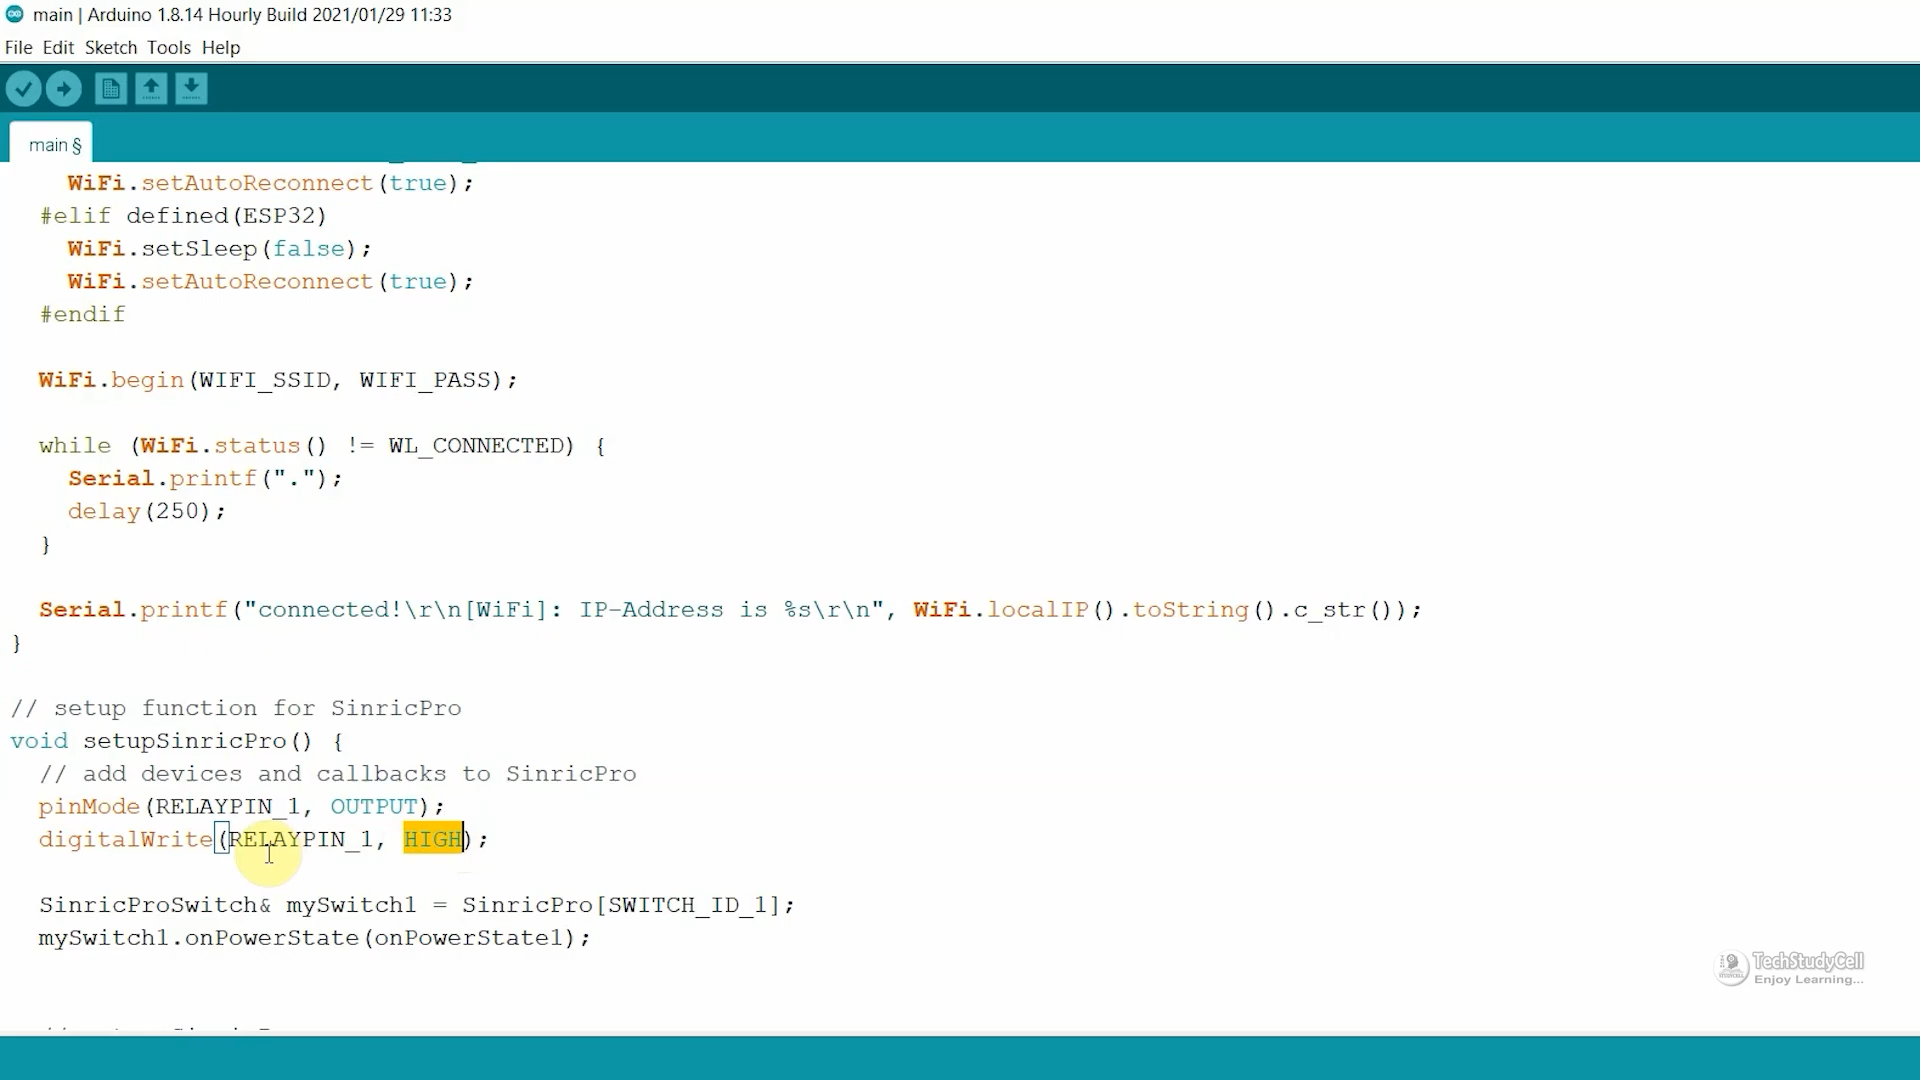 main | Arduino 1.8.14 Hourly Build 2021/01/29 11:33
File Edit Sketch Tools Help
main §
WiFi.setAutoReconnect(true);
#elif defined(ESP32)
WiFi.setSleep(false);
WiFi.setAutoReconnect(true);
#endif
WiFi.begin(WIFI_SSID, WIFI_PASS);
while (WiFi.status() != WL_CONNECTED) {
Serial.printf(".");
delay(250);
}
Serial.printf("connected!\r\n[WiFi]: IP-Address is %s\r\n", WiFi.localIP().toString().c_str());
}
// setup function for SinricPro
void setupSinricPro() {
// add devices and callbacks to SinricPro
pinMode(RELAYPIN_1, OUTPUT);
digitalWrite(RELAYPIN_1, HIGH);
SinricProSwitch& mySwitch1 = SinricPro[SWITCH_ID_1];
mySwitch1.onPowerState(onPowerState1);
TechStudyCell
Enjoy Learning...